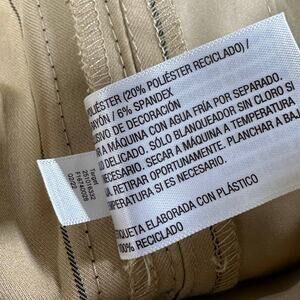 POLIÉSTER (20% POLIÉSTER RECICLADO) /
RAYÓN / 6% SPANDEX
DE DECORACIÓN
A MÁQUINA CON AGUA FRÍA POR SEPARADO.
DELICADO. SÓLO BLANQUEADOR SIN CLORO SI
NECESARIO. SECAR A MÁQUINA A TEMPERATURA
RETIRAR OPORTUNAMENTE. PLANCHAR A BAJA
TEMPERATURA SI ES NECESARIO.
ETIQUETA ELABORADA CON PLÁSTICO
100% RECICLADO
Target